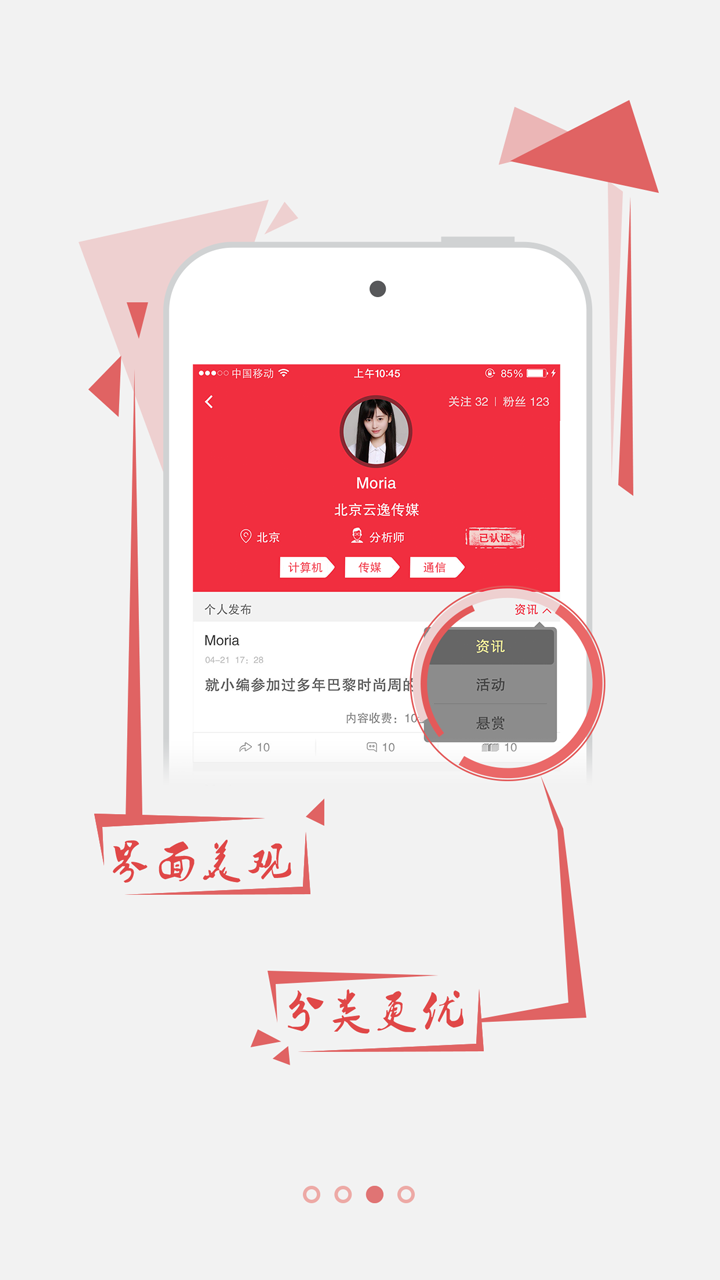 中国移动 上午10:45 85%
关注 32 | 粉丝 123
Moria
北京云逸传媒
北京 分析师 已认证
计算机 传媒 通信
个人发布 资讯
Moria
资讯
04-21 17：28
就小编参加过多年巴黎时尚周的
活动
内容收费：10
悬赏
10 10 10
界面美观
分类更优